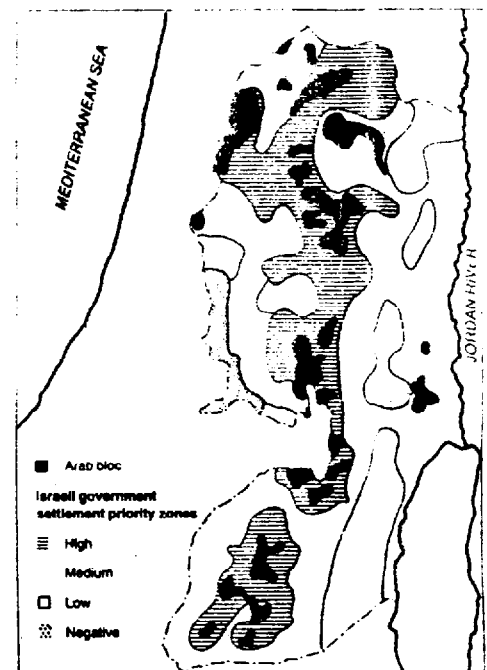 MEDITERRANEAN SEA
JORDAN RIVER
Arab bloc
Israeli government
settlement priority zones
High
Medium
Low
Negative